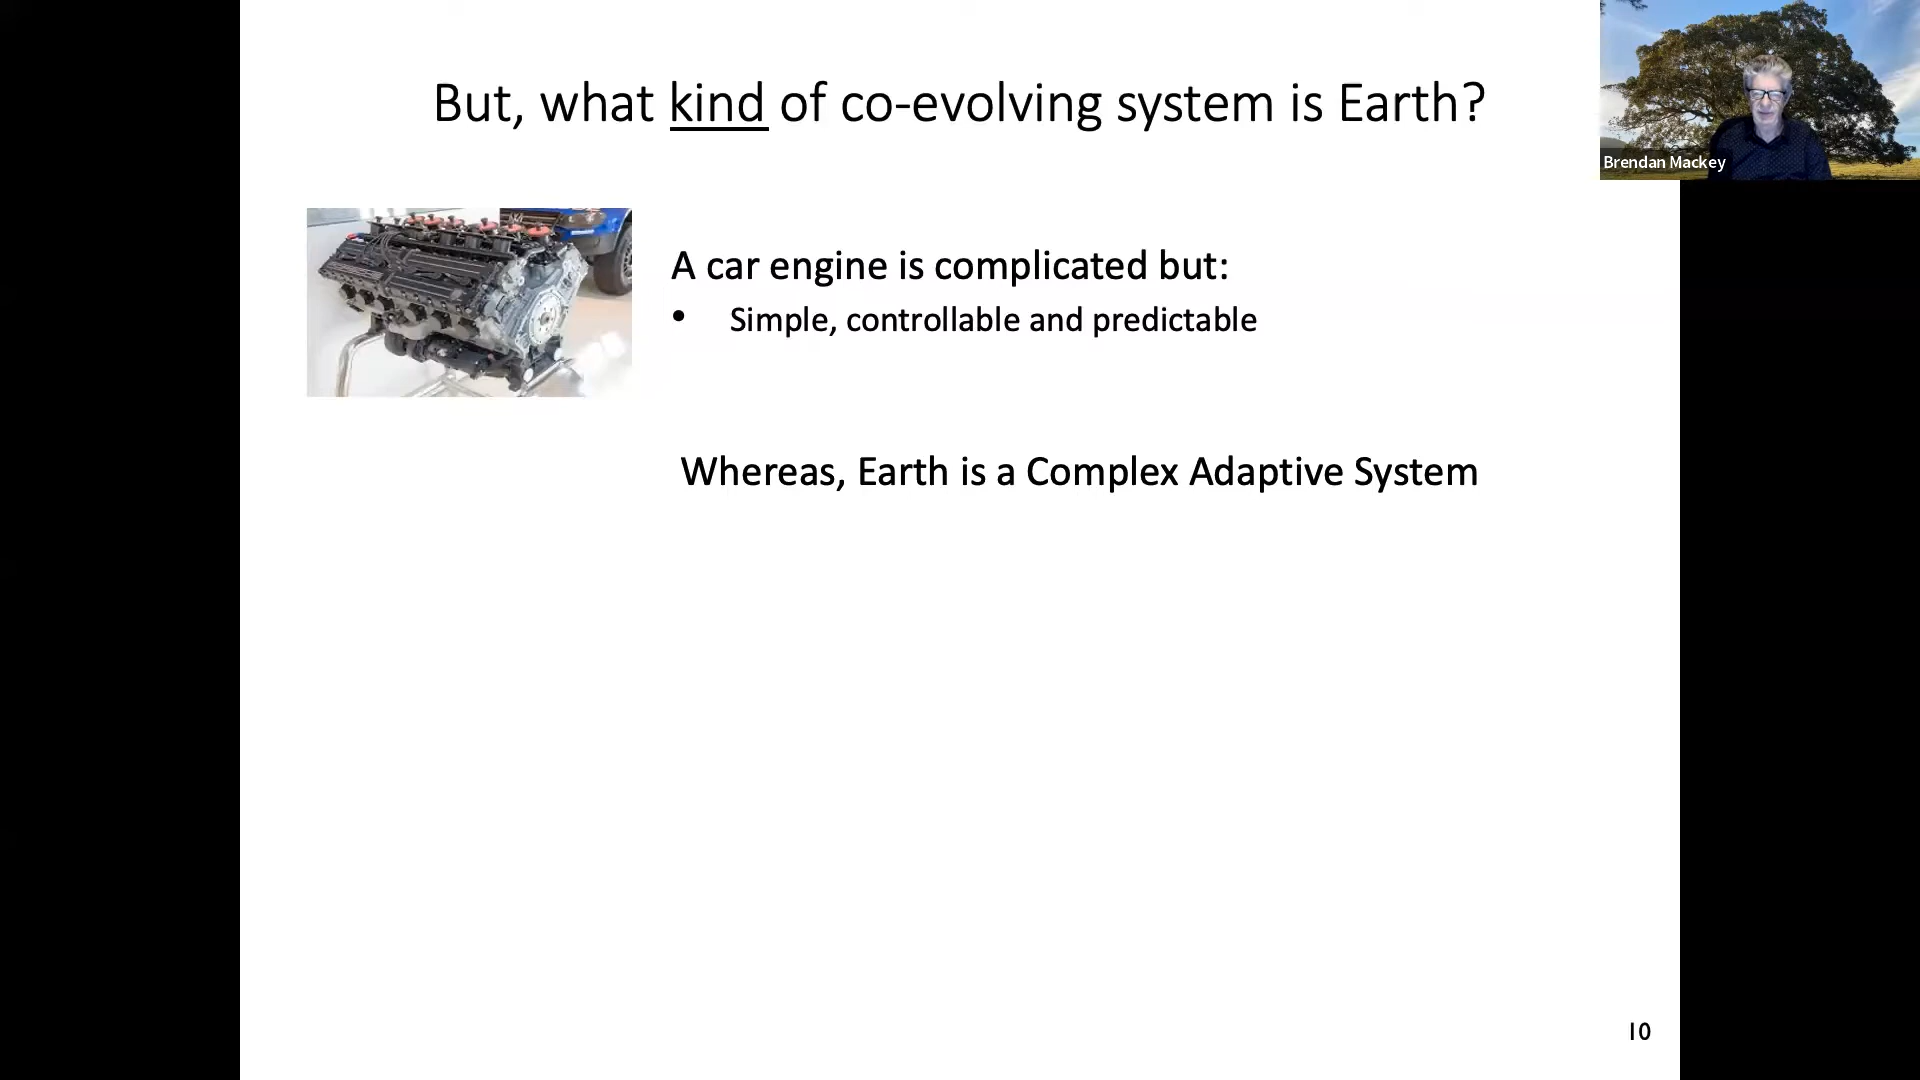 But, what kind of co-evolving system is Earth?
Brendan Mackey
A car engine is complicated but:
• Simple, controllable and predictable
Whereas, Earth is a Complex Adaptive System
10